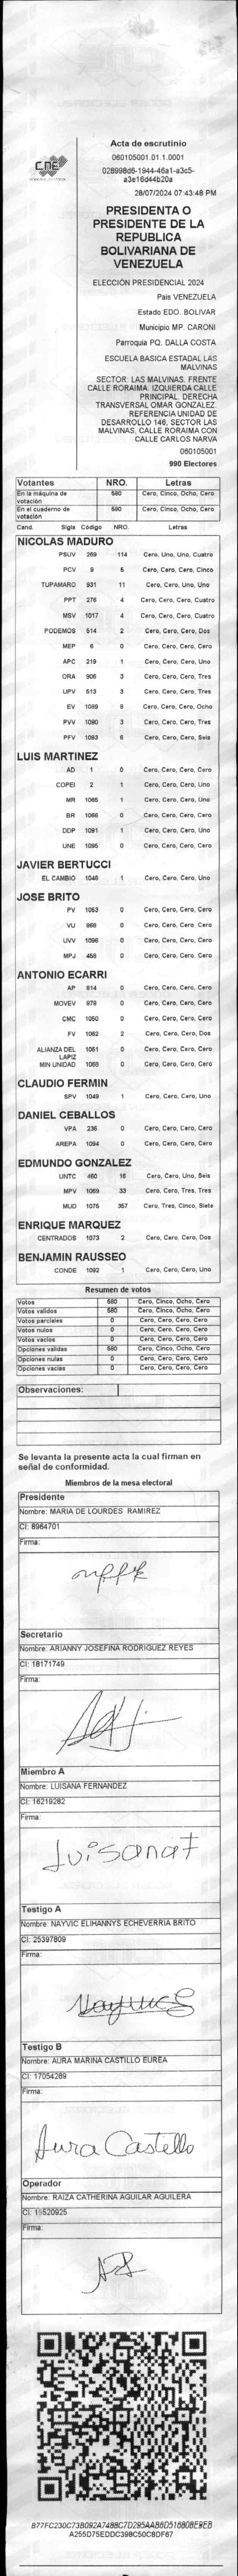 CNE
Acta de escrutinio
060105001.01.1.0001
028998d6-1944-46a1-a3c5-
a3e16d44b20a
28/07/2024 07:43:48 PM
PRESIDENTA O
PRESIDENTE DE LA
REPUBLICA
BOLIVARIANA DE
VENEZUELA
ELECCIÓN PRESIDENCIAL 2024
Pais VENEZUELA
Estado EDO. BOLIVAR
Municipio MP. CARONI
Parroquia PQ. DALLA COSTA
ESCUELA BASICA ESTADAL LAS
MALVINAS
SECTOR: LAS MALVINAS. FRENTE
CALLE RORAIMA. IZQUIERDA CALLE
PRINCIPAL. DERECHA
TRANSVERSAL OMAR GONZALEZ.
REFERENCIA UNIDAD DE
DESARROLLO 146, SECTOR LAS
MALVINAS, CALLE RORAIMA CON
CALLE CARLOS NARVA
060105001
990 Electores
Votantes NRO. Letras
En la máquina de votación 580 Cero, Cinco, Ocho, Cero
En el cuaderno de votación 580 Cero, Cinco, Ocho, Cero
Cand. Sigla Código NRO. Letras
NICOLAS MADURO
PSUV 269 114 Cero, Uno, Uno, Cuatro
PCV 9 5 Cero, Cero, Cero, Cinco
TUPAMARO 931 11 Cero, Cero, Uno, Uno
PPT 276 4 Cero, Cero, Cero, Cuatro
MSV 1017 4 Cero, Cero, Cero, Cuatro
PODEMOS 514 2 Cero, Cero, Cero, Dos
MEP 6 0 Cero, Cero, Cero, Cero
APC 219 1 Cero, Cero, Cero, Uno
ORA 906 3 Cero, Cero, Cero, Tres
UPV 513 3 Cero, Cero, Cero, Tres
EV 1089 8 Cero, Cero, Cero, Ocho
PVV 1090 3 Cero, Cero, Cero, Tres
PFV 1093 6 Cero, Cero, Cero, Seis
LUIS MARTINEZ
AD 1 0 Cero, Cero, Cero, Cero
COPEI 2 1 Cero, Cero, Cero, Uno
MR 1065 1 Cero, Cero, Cero, Uno
BR 1066 0 Cero, Cero, Cero, Cero
DDP 1091 1 Cero, Cero, Cero, Uno
UNE 1095 0 Cero, Cero, Cero, Cero
JAVIER BERTUCCI
EL CAMBIO 1048 1 Cero, Cero, Cero, Uno
JOSE BRITO
PV 1053 0 Cero, Cero, Cero, Cero
VU 968 0 Cero, Cero, Cero, Cero
UVV 1096 0 Cero, Cero, Cero, Cero
MPJ 458 0 Cero, Cero, Cero, Cero
ANTONIO ECARRI
AP 814 0 Cero, Cero, Cero, Cero
MOVEV 979 0 Cero, Cero, Cero, Cero
CMC 1050 0 Cero, Cero, Cero, Cero
FV 1062 2 Cero, Cero, Cero, Dos
ALIANZA DEL LAPIZ 1051 0 Cero, Cero, Cero, Cero
MIN UNIDAD 1068 0 Cero, Cero, Cero, Cero
CLAUDIO FERMIN
SPV 1049 1 Cero, Cero, Cero, Uno
DANIEL CEBALLOS
VPA 236 0 Cero, Cero, Cero, Cero
AREPA 1094 0 Cero, Cero, Cero, Cero
EDMUNDO GONZALEZ
UNTC 460 16 Cero, Cero, Uno, Seis
MPV 1069 33 Cero, Cero, Tres, Tres
MUD 1075 357 Cero, Tres, Cinco, Siete
ENRIQUE MARQUEZ
CENTRADOS 1073 2 Cero, Cero, Cero, Dos
BENJAMIN RAUSSEO
CONDE 1092 1 Cero, Cero, Cero, Uno
Resumen de votos
Votos 580 Cero, Cinco, Ocho, Cero
Votos validos 580 Cero, Cinco, Ocho, Cero
Votos parciales 0 Cero, Cero, Cero, Cero
Votos nulos 0 Cero, Cero, Cero, Cero
Votos vacios 0 Cero, Cero, Cero, Cero
Opciones validas 580 Cero, Cinco, Ocho, Cero
Opciones nulas 0 Cero, Cero, Cero, Cero
Opciones vacias 0 Cero, Cero, Cero, Cero
Observaciones:
Se levanta la presente acta la cual firman en
señal de conformidad.
Miembros de la mesa electoral
Presidente
Nombre: MARIA DE LOURDES RAMIREZ
CI: 8964701
Firma:
Secretario
Nombre: ARIANNY JOSEFINA RODRIGUEZ REYES
CI: 18171749
Firma:
Miembro A
Nombre: LUISANA FERNANDEZ
CI: 16219282
Firma:
LuisanaF
Testigo A
Nombre: NAYVIC ELIHANNYS ECHEVERRIA BRITO
CI: 25397809
Firma:
Testigo B
Nombre: AURA MARINA CASTILLO EUREA
CI: 17054289
Firma:
Aura Castillo
Operador
Nombre: RAIZA CATHERINA AGUILAR AGUILERA
Firma:
A255D75EDDC398C50C8DF67